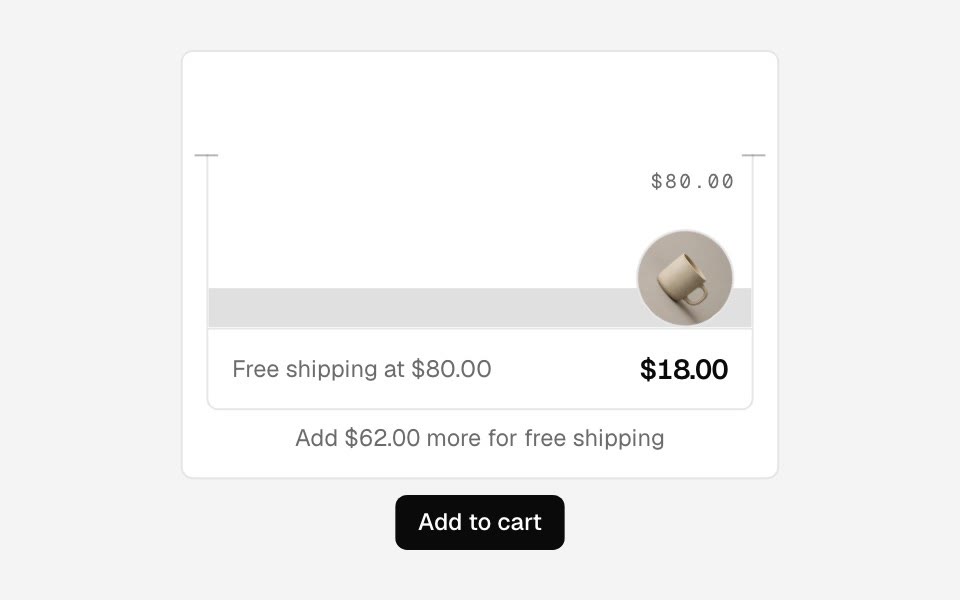 $80.00
Free shipping at $80.00
$18.00
Add $62.00 more for free shipping
Add to cart